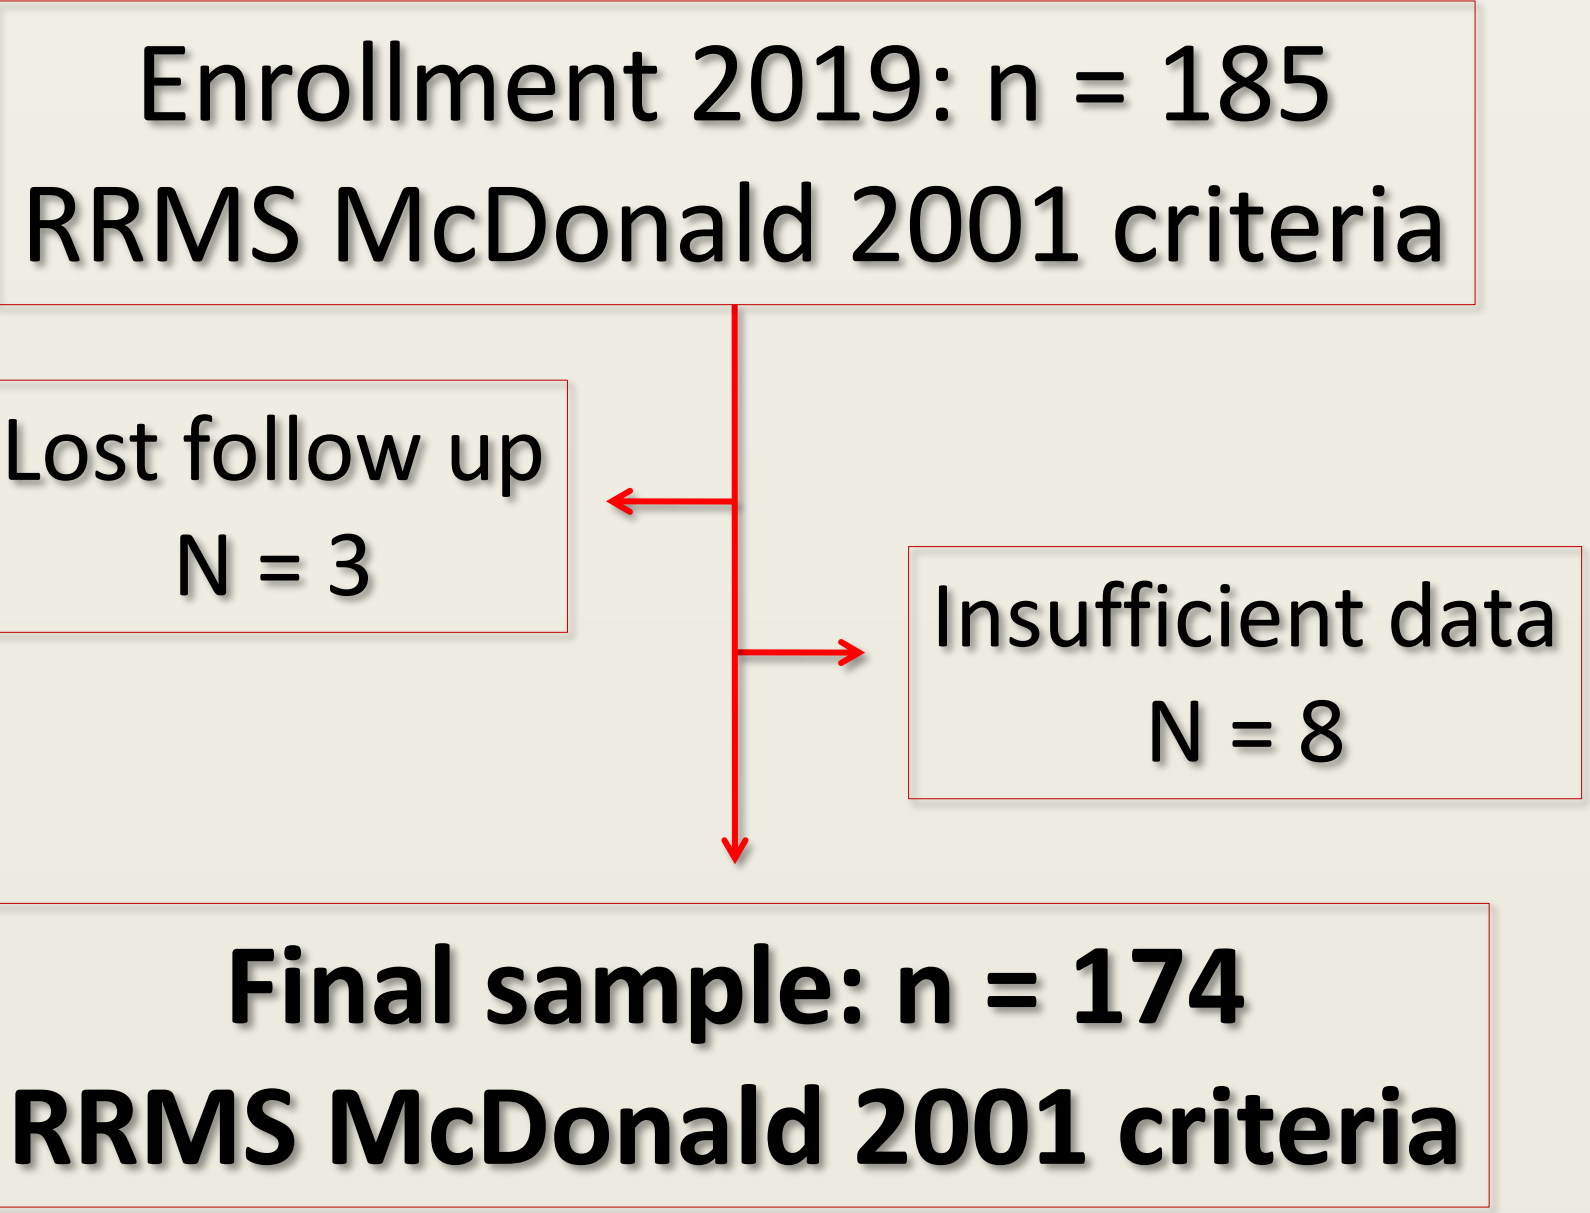 Enrollment 2019: n = 185
RRMS McDonald 2001 criteria
Lost follow up
N = 3
Insufficient data
N = 8
Final sample: n = 174
RRMS McDonald 2001 criteria